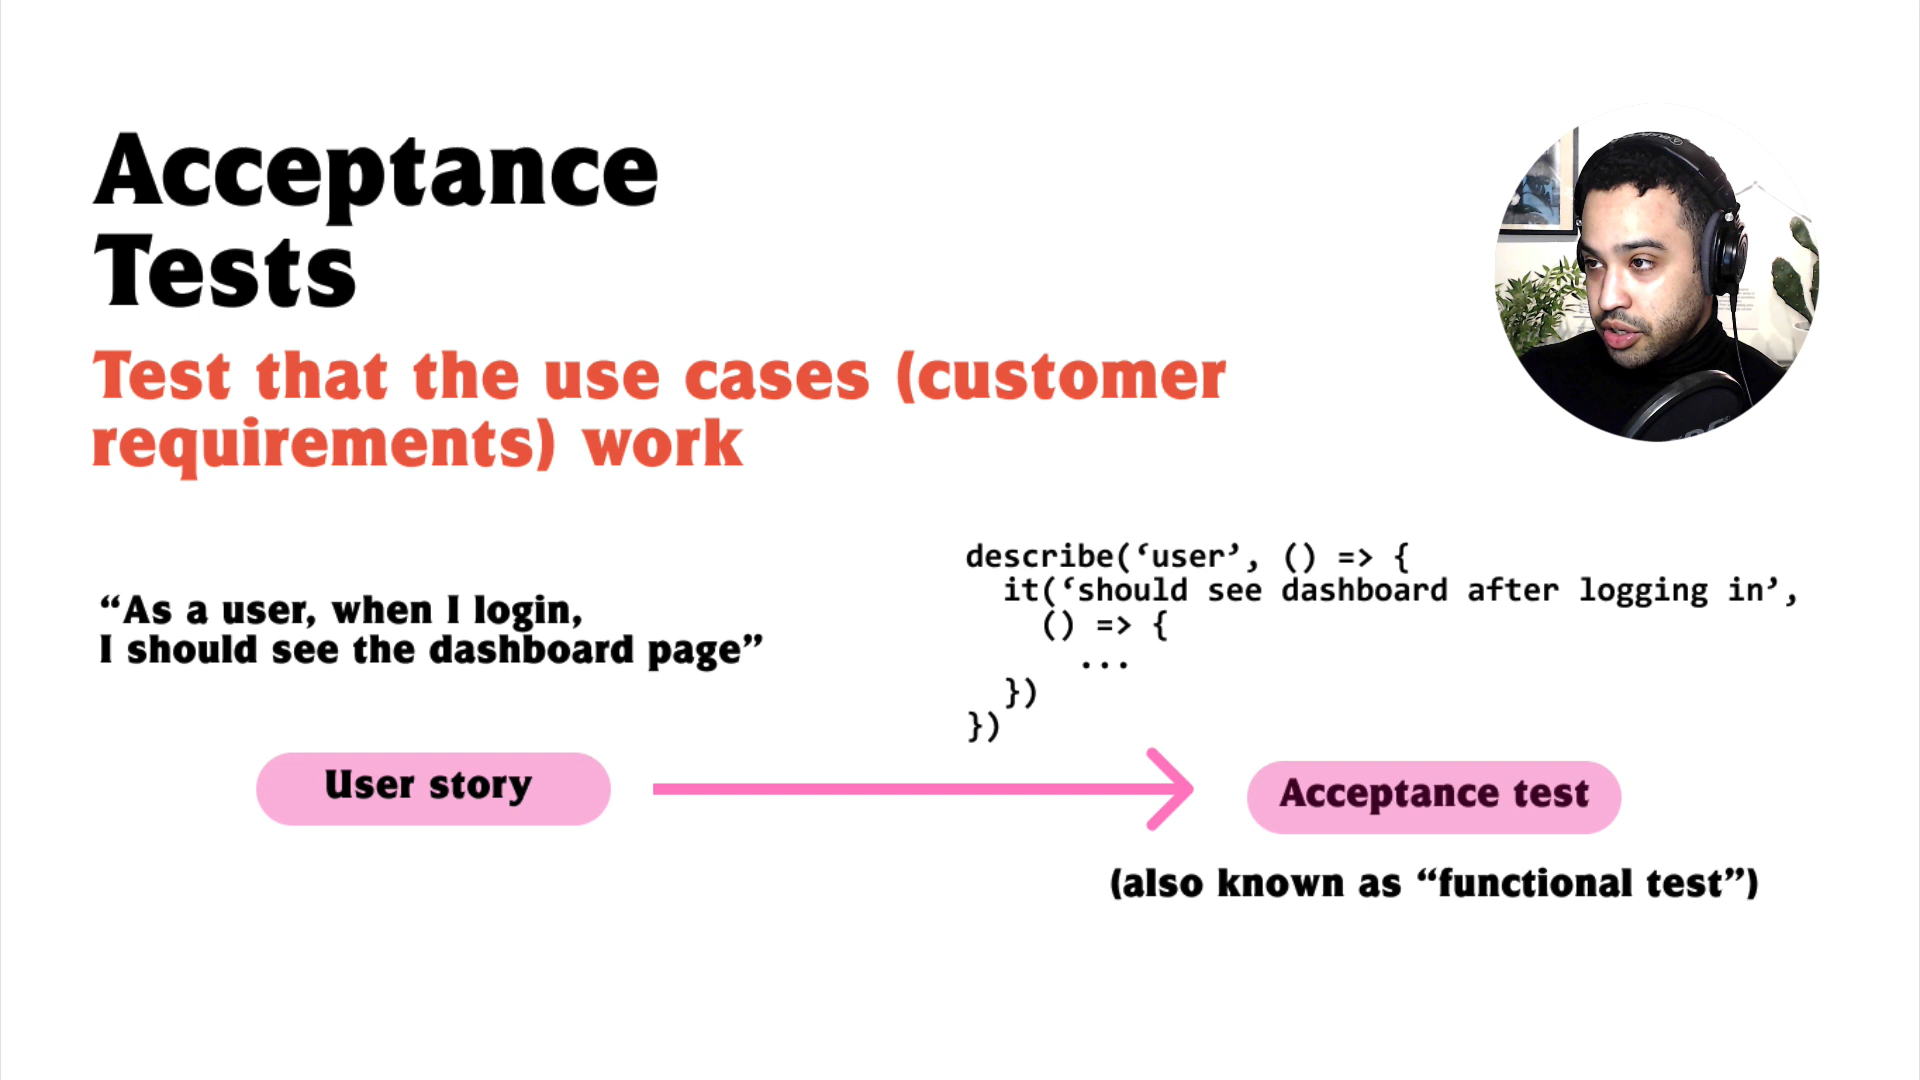 Acceptance
Tests
Test that the use cases (customer
requirements) work
“As a user, when I login,
I should see the dashboard page”
describe(‘user’, () => {
it(‘should see dashboard after logging in’,
() => {
...
})
})
User story
Acceptance test
(also known as “functional test”)